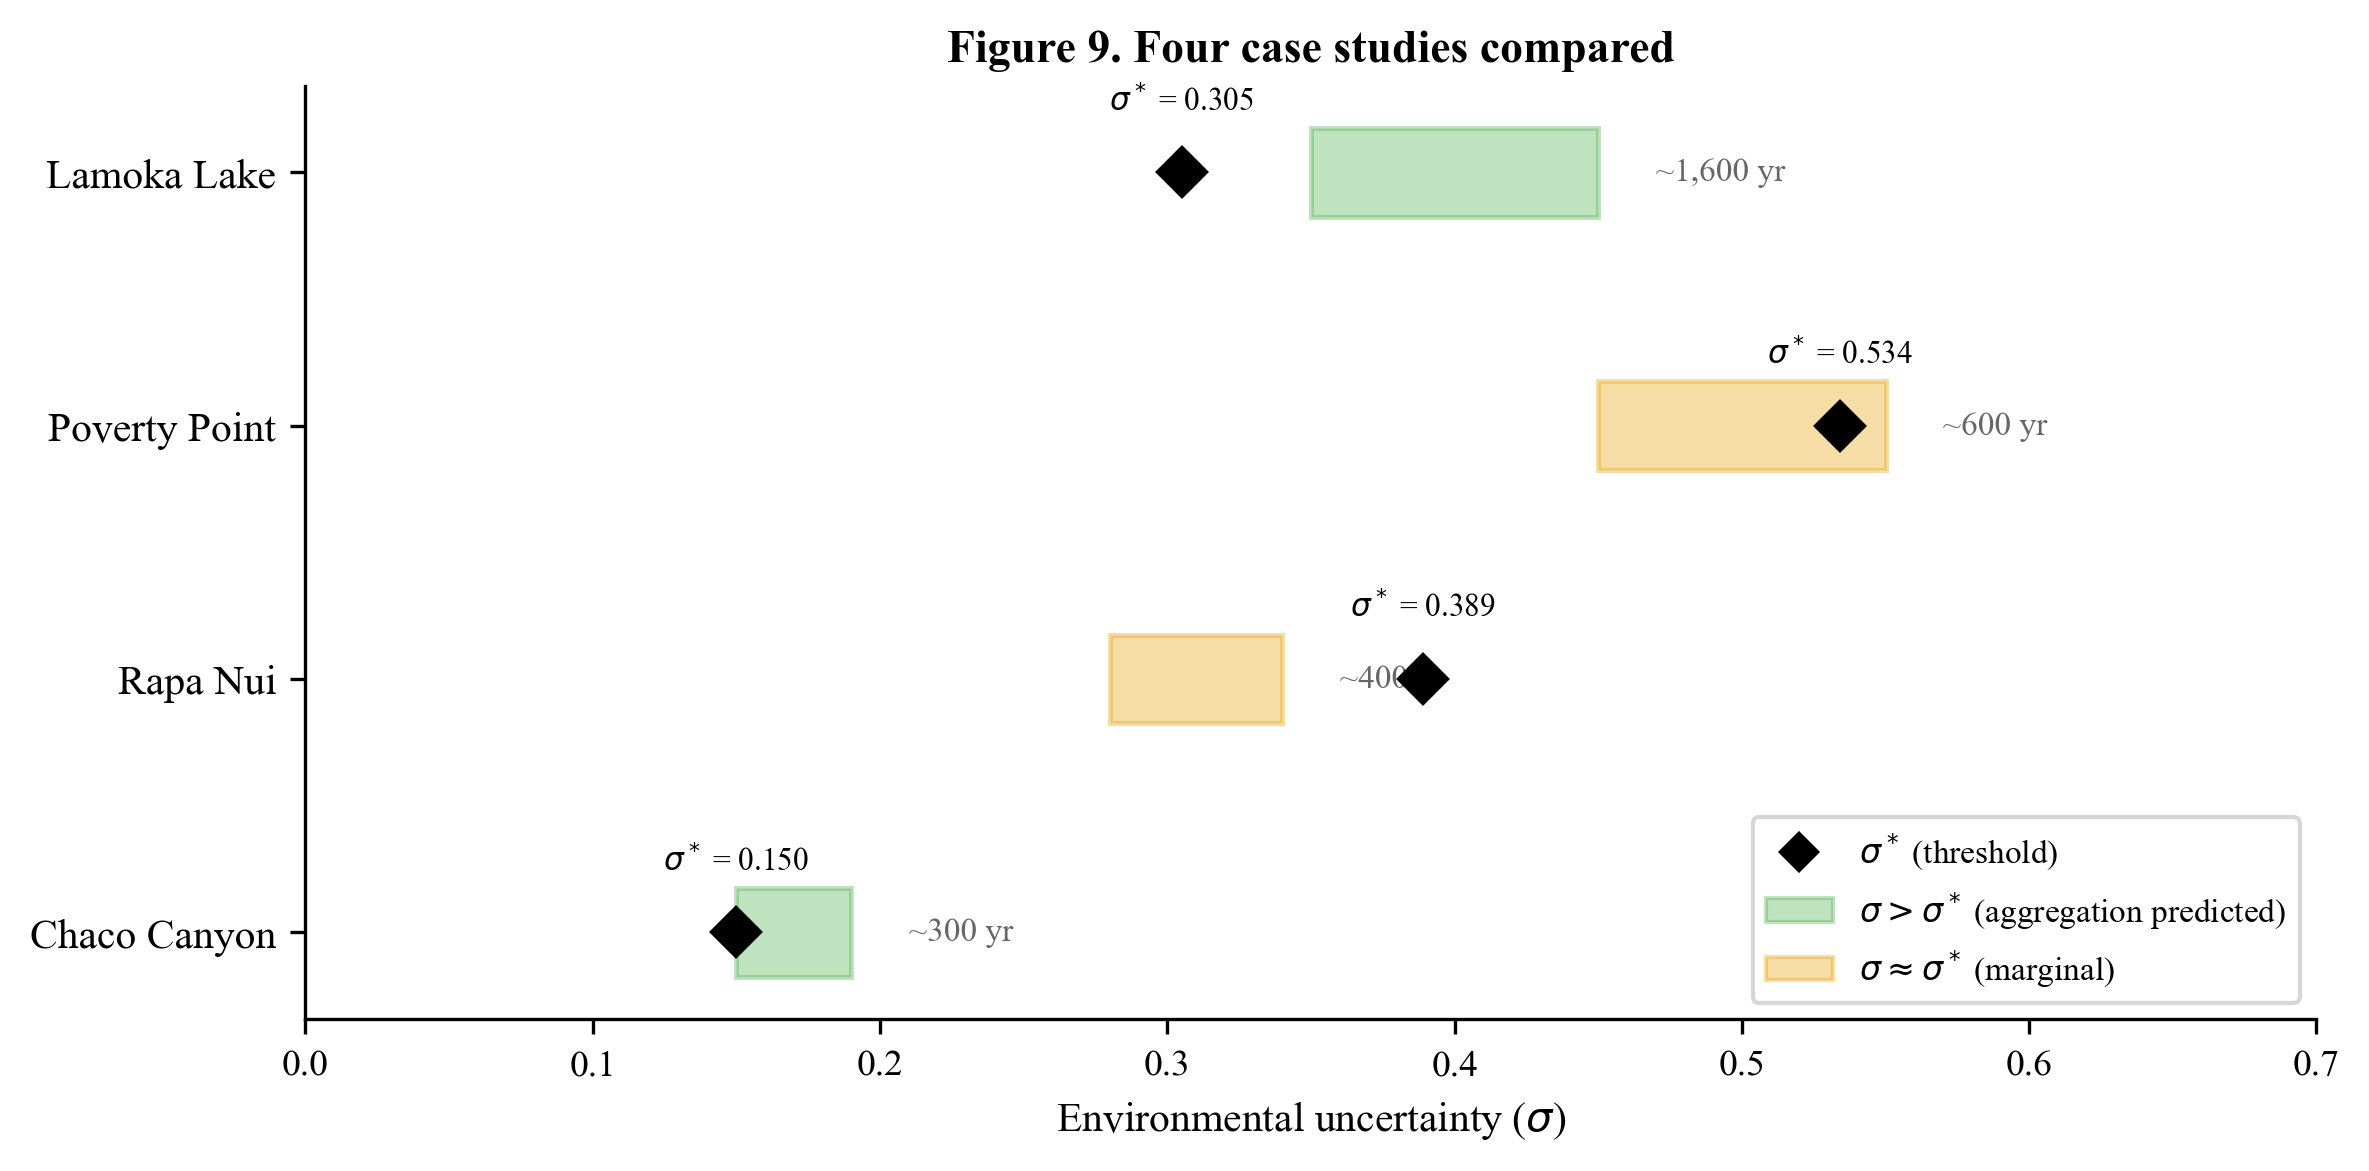 Figure 9. Four case studies compared
σ* = 0.305
Lamoka Lake
~1,600 yr
σ* = 0.534
Poverty Point
~600 yr
σ* = 0.389
Rapa Nui
~400
σ* = 0.150
Chaco Canyon
~300 yr
σ* (threshold)
σ > σ* (aggregation predicted)
σ ≈ σ* (marginal)
0.0 0.1 0.2 0.3 0.4 0.5 0.6 0.7
Environmental uncertainty (σ)